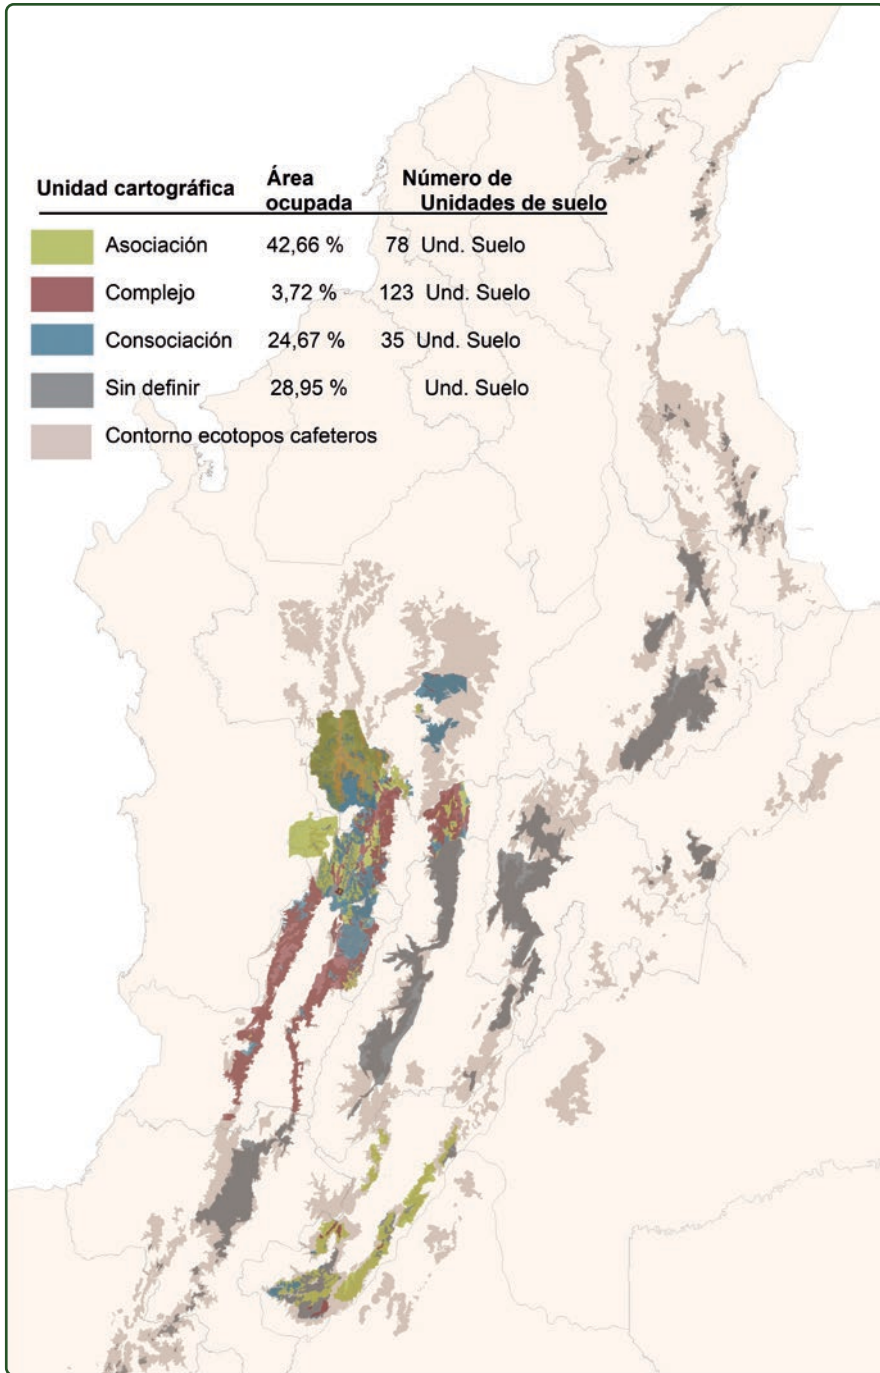 Unidad cartográfica Área ocupada Número de Unidades de suelo
Asociación 42,66 % 78 Und. Suelo
Complejo 3,72 % 123 Und. Suelo
Consociación 24,67 % 35 Und. Suelo
Sin definir 28,95 % Und. Suelo
Contorno ecotopos cafeteros